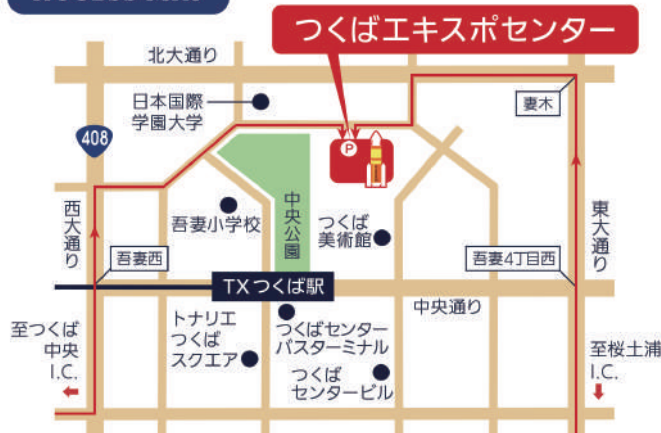 つくばエキスポセンター
北大通り
日本国際
学園大学
妻木
408
P
中央公園
西大通り
吾妻小学校
つくば
美術館
東大通り
吾妻西
吾妻4丁目西
TXつくば駅
中央通り
至つくば
中央
I.C.
トナリエ
つくば
スクエア
つくばセンター
バスターミナル
つくば
センタービル
至桜土浦
I.C.